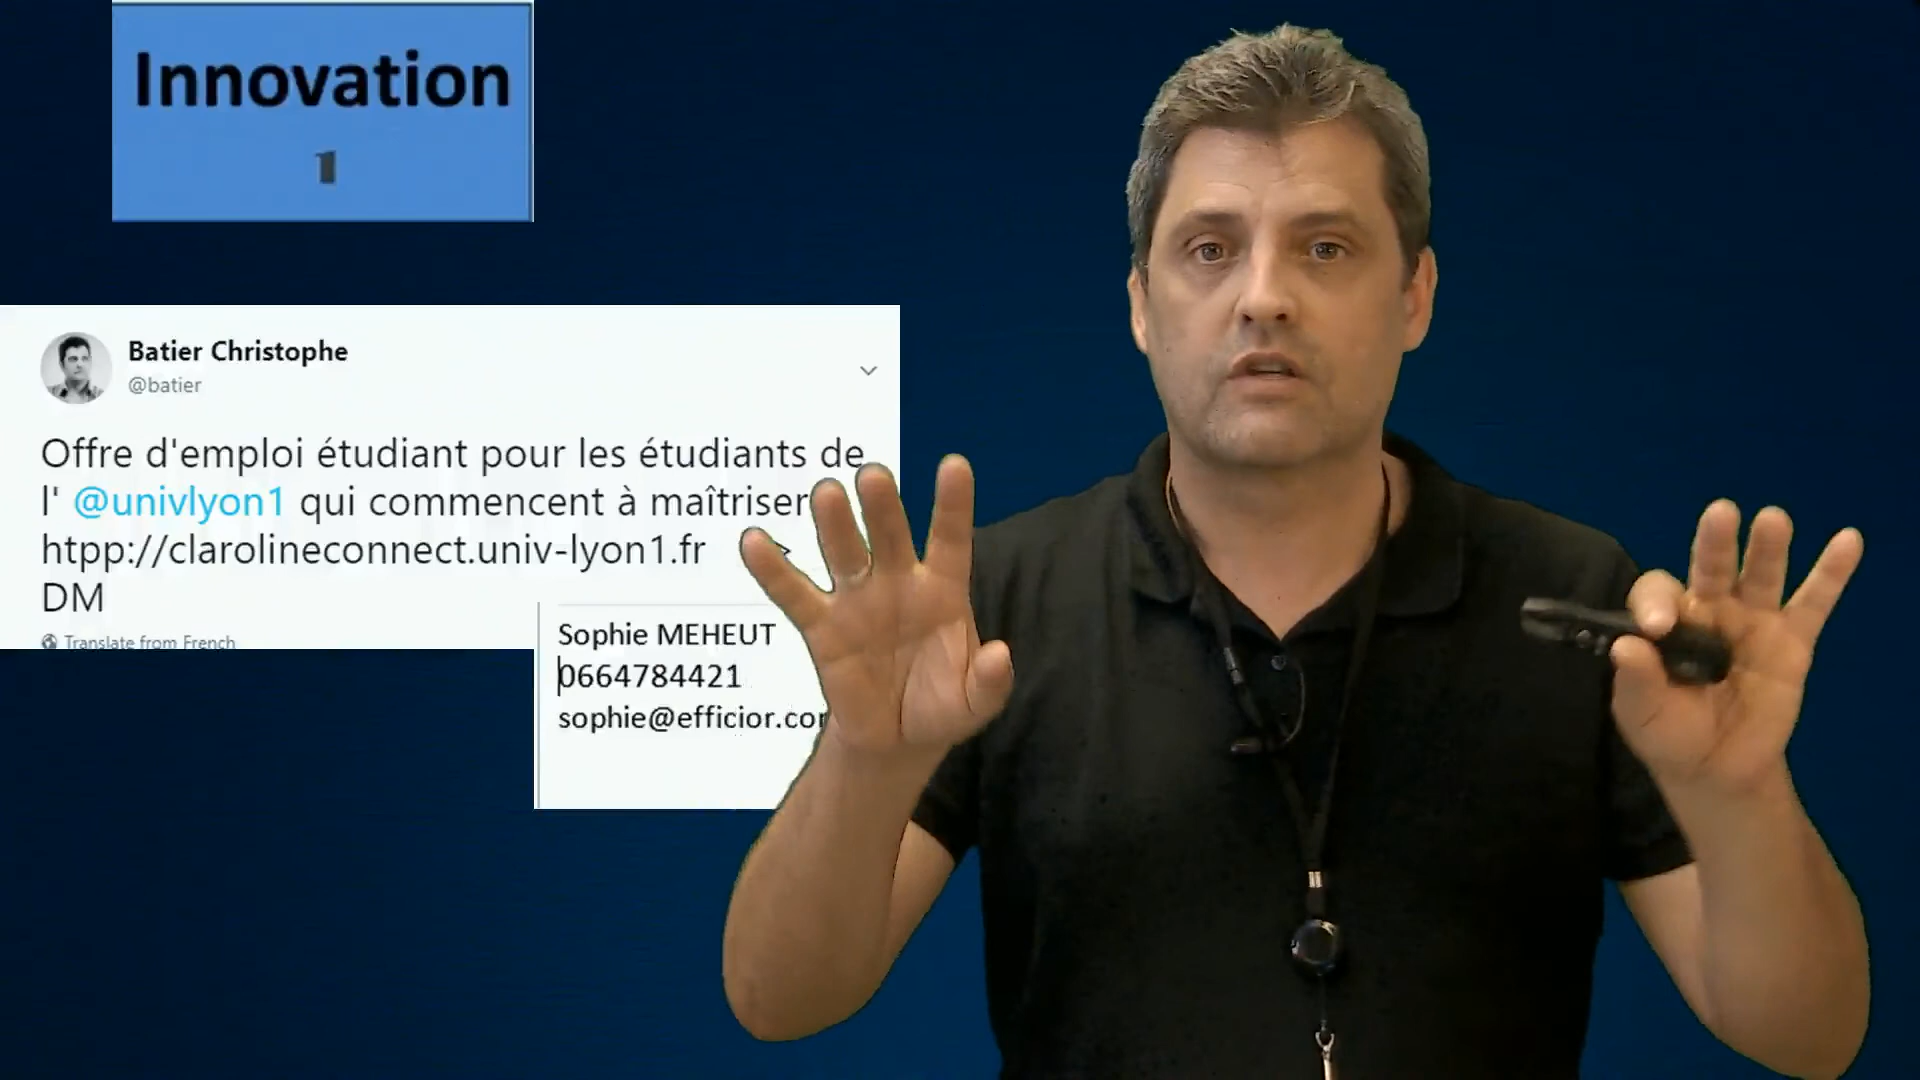 Innovation
1
Batier Christophe
@batier
Offre d'emploi étudiant pour les étudiants de
l' @univlyon1 qui commencent à maîtriser
htpp://clarolineconnect.univ-lyon1.fr
DM
Translate from French
Sophie MEHEUT
0664784421
sophie@efficior.com